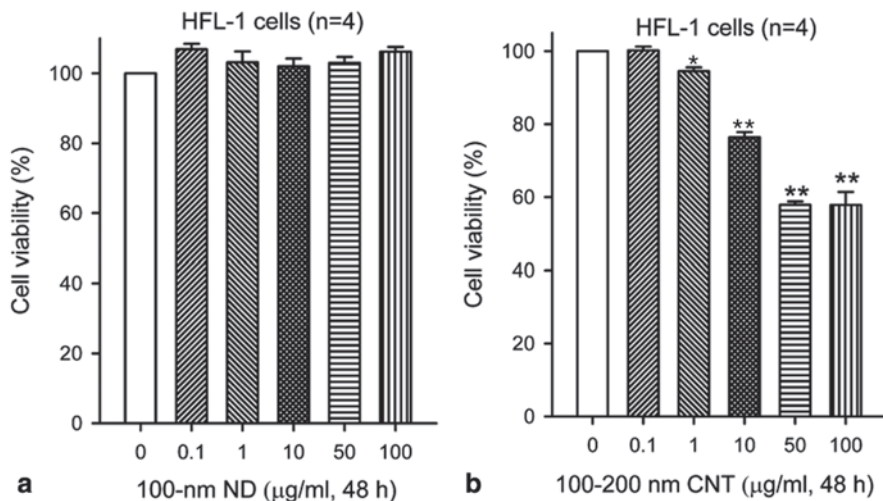 HFL-1 cells (n=4)
Cell viability (%)
100
80
60
40
20
0
0 0.1 1 10 50 100
a 100-nm ND (μg/ml, 48 h)
HFL-1 cells (n=4)
Cell viability (%)
100
80
60
40
20
0
*
**
**
**
0 0.1 1 10 50 100
b 100-200 nm CNT (μg/ml, 48 h)